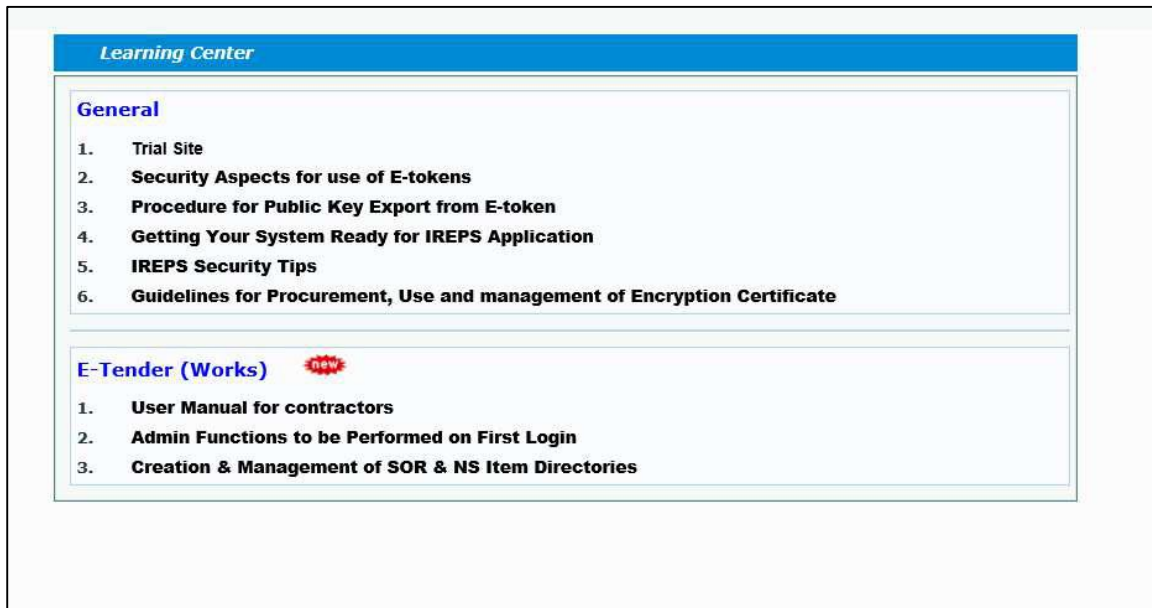 Learning Center
General
1. Trial Site
2. Security Aspects for use of E-tokens
3. Procedure for Public Key Export from E-token
4. Getting Your System Ready for IREPS Application
5. IREPS Security Tips
6. Guidelines for Procurement, Use and management of Encryption Certificate
E-Tender (Works) new
1. User Manual for contractors
2. Admin Functions to be Performed on First Login
3. Creation & Management of SOR & NS Item Directories